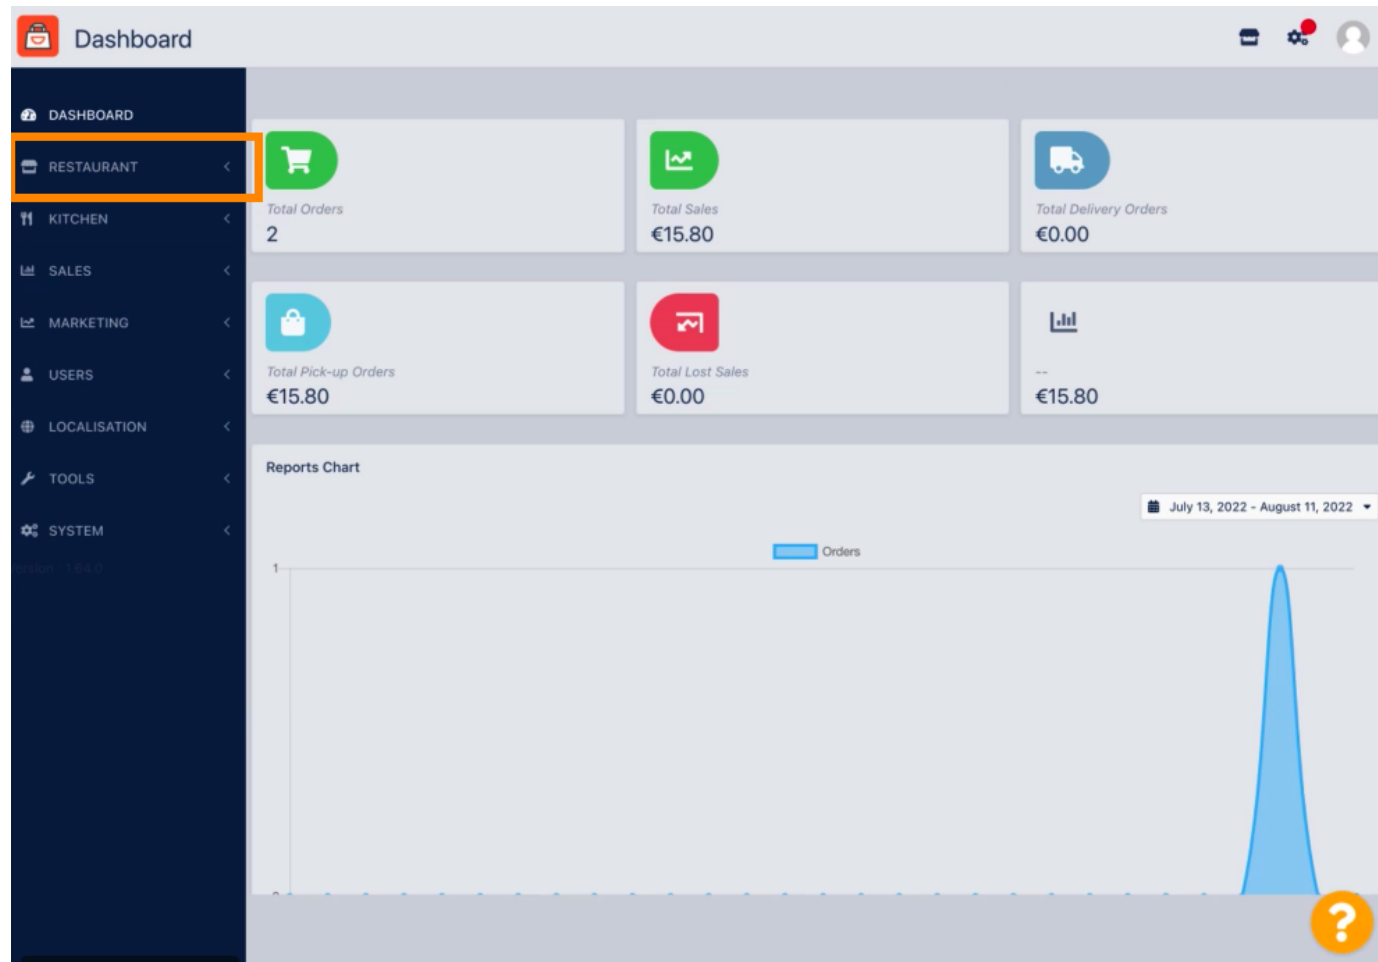 Dashboard
DASHBOARD
RESTAURANT
KITCHEN
SALES
MARKETING
USERS
LOCALISATION
TOOLS
SYSTEM
Total Orders
2
Total Sales
€15.80
Total Delivery Orders
€0.00
Total Pick-up Orders
€15.80
Total Lost Sales
€0.00
--
€15.80
Reports Chart
July 13, 2022 - August 11, 2022
Orders
1
0
?